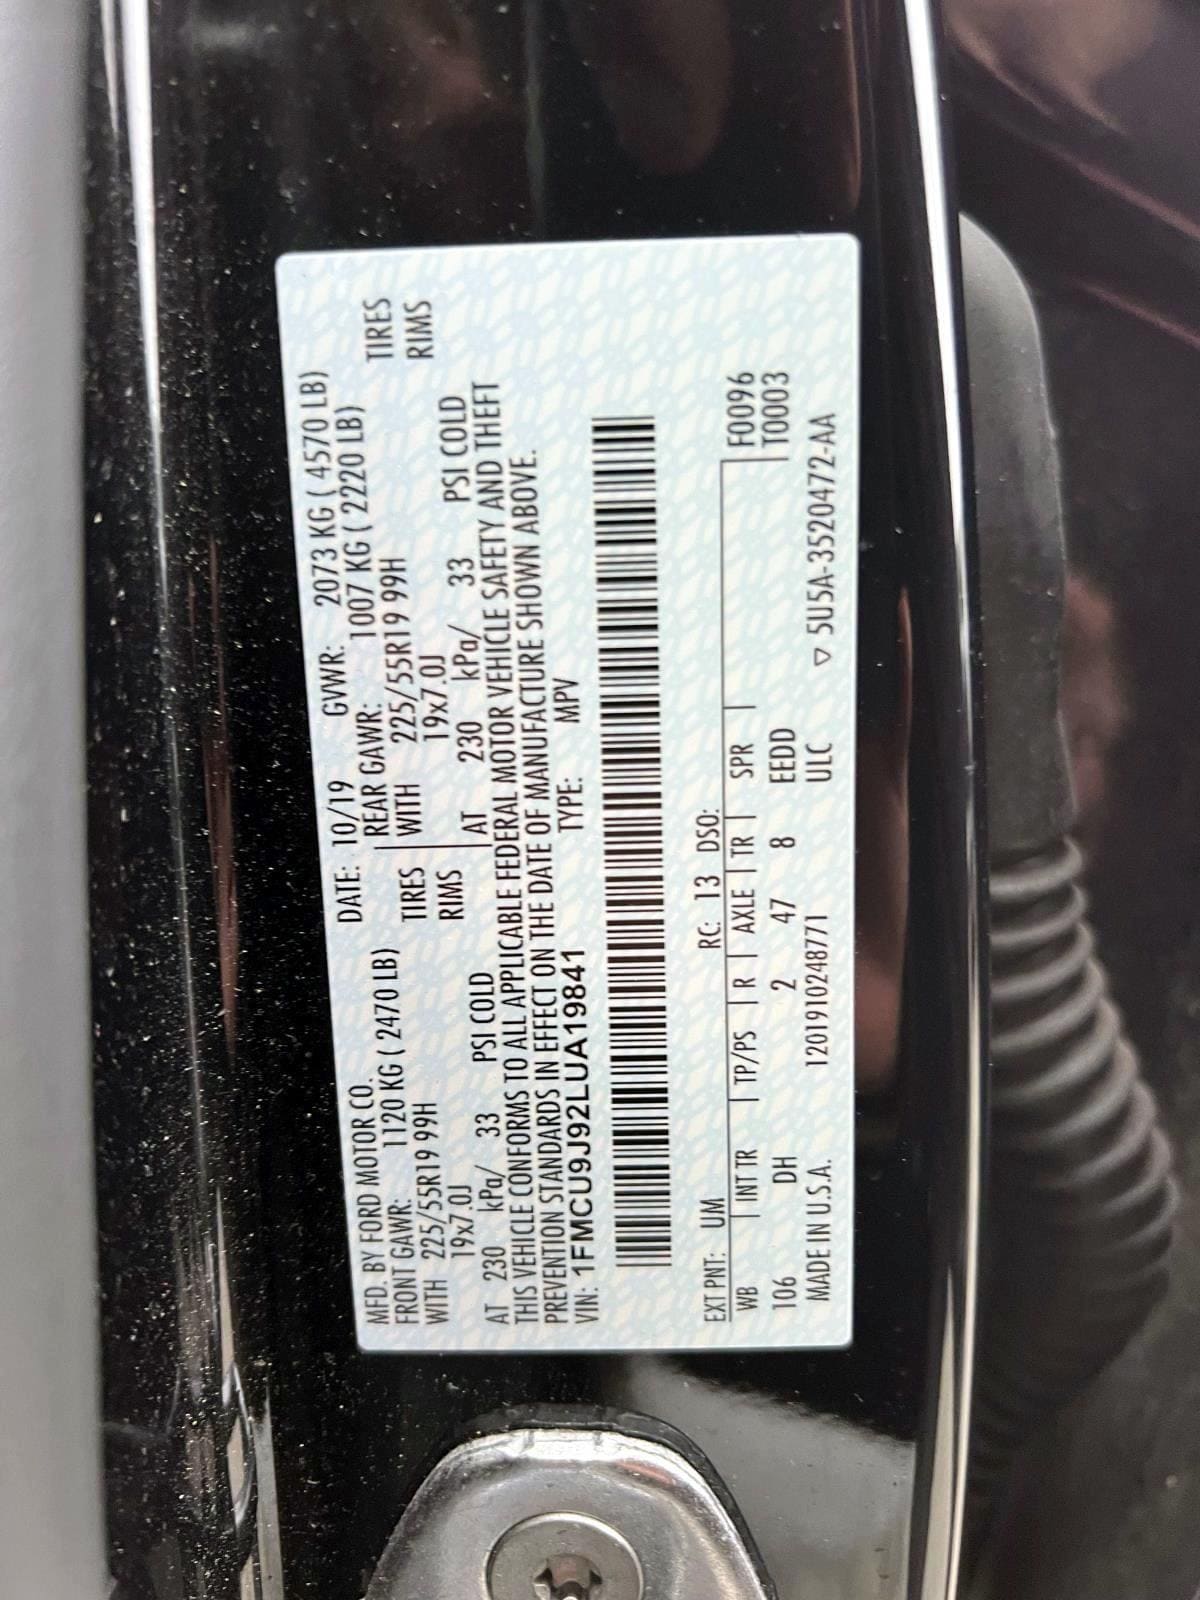 MFD. BY FORD MOTOR CO. DATE: 10/19 GVWR: 2073 KG ( 4570 LB)
FRONT GAWR: 1120 KG ( 2470 LB) REAR GAWR: 1007 KG ( 2220 LB)
WITH 225/55R19 99H TIRES WITH 225/55R19 99H TIRES
19x7.0J RIMS 19x7.0J RIMS
AT 230 kPa/ 33 PSI COLD AT 230 kPa/ 33 PSI COLD
THIS VEHICLE CONFORMS TO ALL APPLICABLE FEDERAL MOTOR VEHICLE SAFETY AND THEFT
PREVENTION STANDARDS IN EFFECT ON THE DATE OF MANUFACTURE SHOWN ABOVE.
VIN: 1FMCU9J92LUA19841 TYPE: MPV
EXT PNT: UM RC: 13 DSO:
WB INT TR TP/PS R AXLE TR SPR F0096
106 DH 2 47 8 EEDD T0003
MADE IN U.S.A. 12019102487​71 ULC ▽ 5U5A-3520472-AA